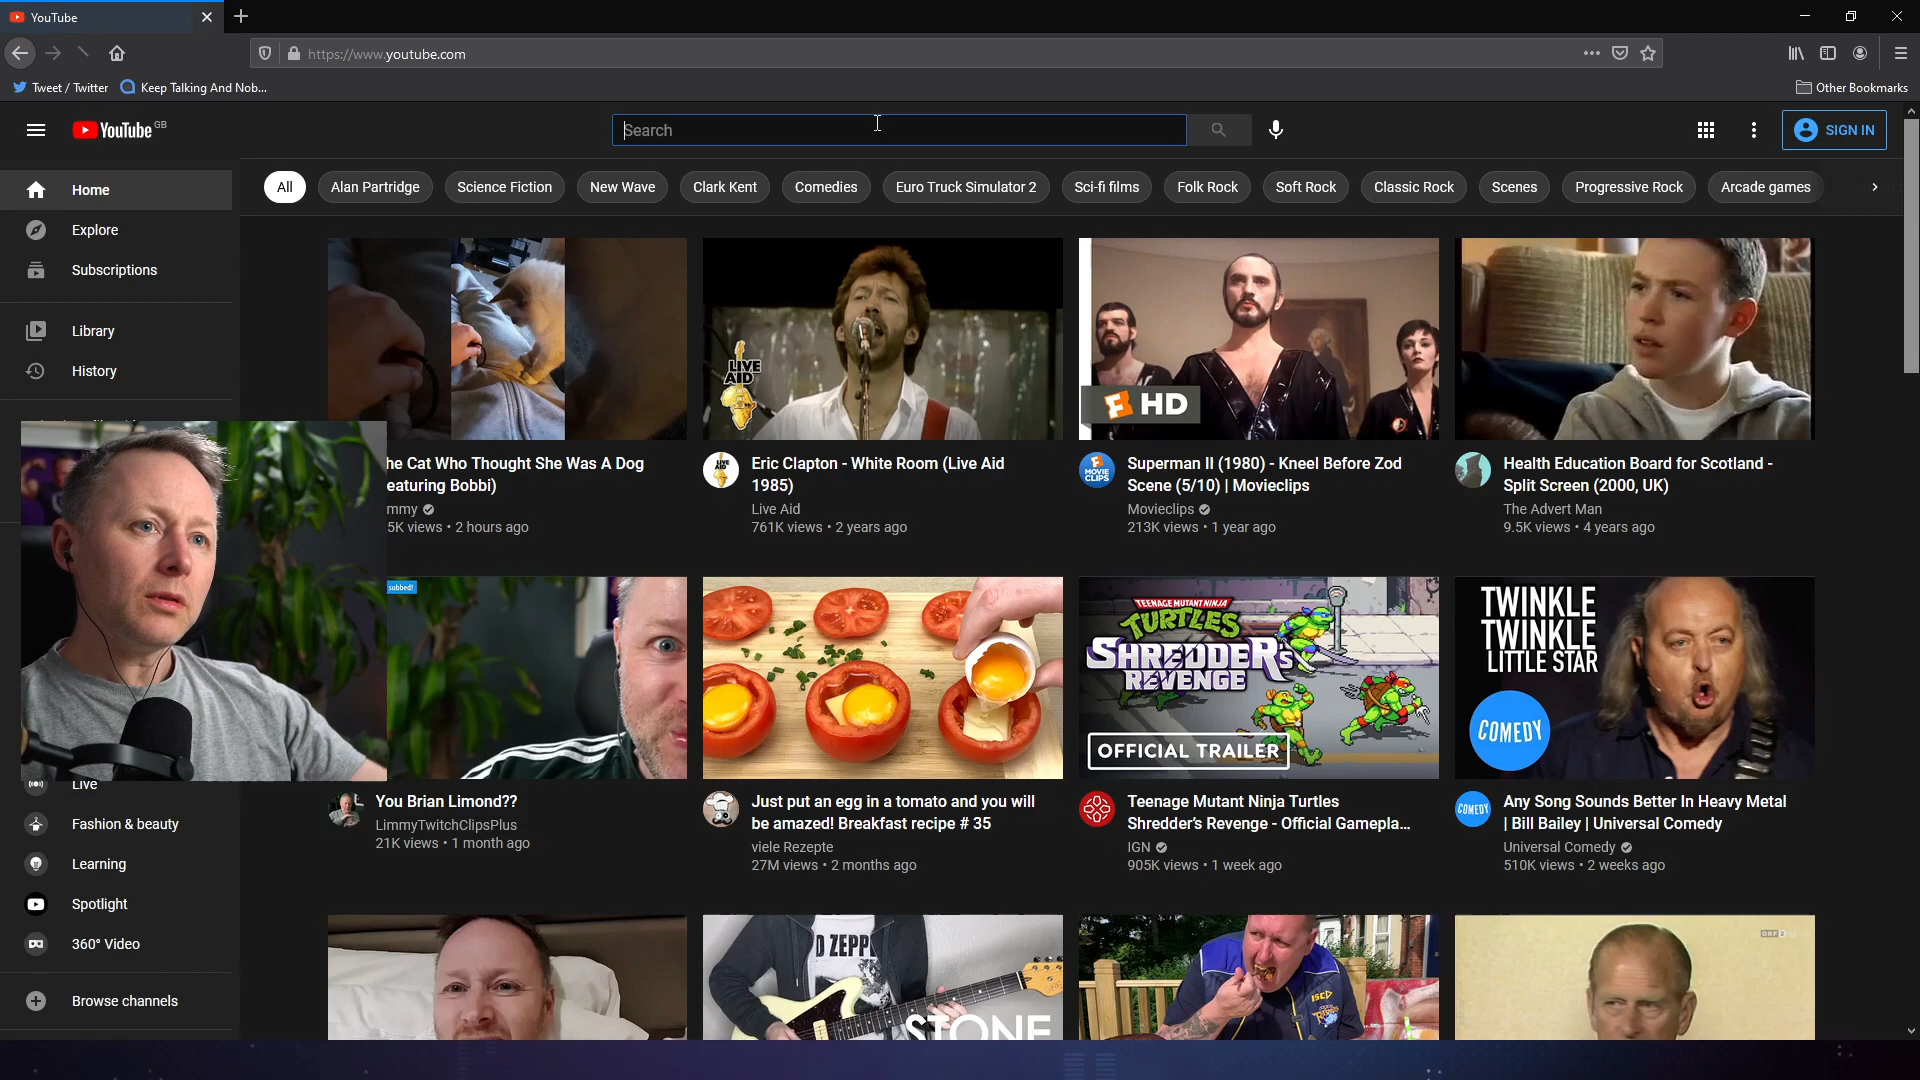 YouTube
https://www.youtube.com
Tweet / Twitter
Keep Talking And Nob...
Other Bookmarks
YouTube GB
Search
SIGN IN
Home
Explore
Subscriptions
Library
History
Live
Fashion & beauty
Learning
Spotlight
360° Video
Browse channels
All
Alan Partridge
Science Fiction
New Wave
Clark Kent
Comedies
Euro Truck Simulator 2
Sci-fi films
Folk Rock
Soft Rock
Classic Rock
Scenes
Progressive Rock
Arcade games
he Cat Who Thought She Was A Dog
eaturing Bobbi)
mmy
5K views • 2 hours ago
LIVE
AID
Eric Clapton - White Room (Live Aid
1985)
Live Aid
761K views • 2 years ago
HD
MOVIE
CLIPS
Superman II (1980) - Kneel Before Zod
Scene (5/10) | Movieclips
Movieclips
213K views • 1 year ago
Health Education Board for Scotland -
Split Screen (2000, UK)
The Advert Man
9.5K views • 4 years ago
subbed!
You Brian Limond??
LimmyTwitchClipsPlus
21K views • 1 month ago
Just put an egg in a tomato and you will
be amazed! Breakfast recipe # 35
viele Rezepte
27M views • 2 months ago
TEENAGE MUTANT NINJA
TURTLES
SHREDDER'S
REVENGE
OFFICIAL TRAILER
Teenage Mutant Ninja Turtles
Shredder's Revenge - Official Gamepla...
IGN
905K views • 1 week ago
TWINKLE
TWINKLE
LITTLE STAR
COMEDY
COMEDY
Any Song Sounds Better In Heavy Metal
| Bill Bailey | Universal Comedy
Universal Comedy
510K views • 2 weeks ago
D ZEPP
STONE
ISCD
ORF 2